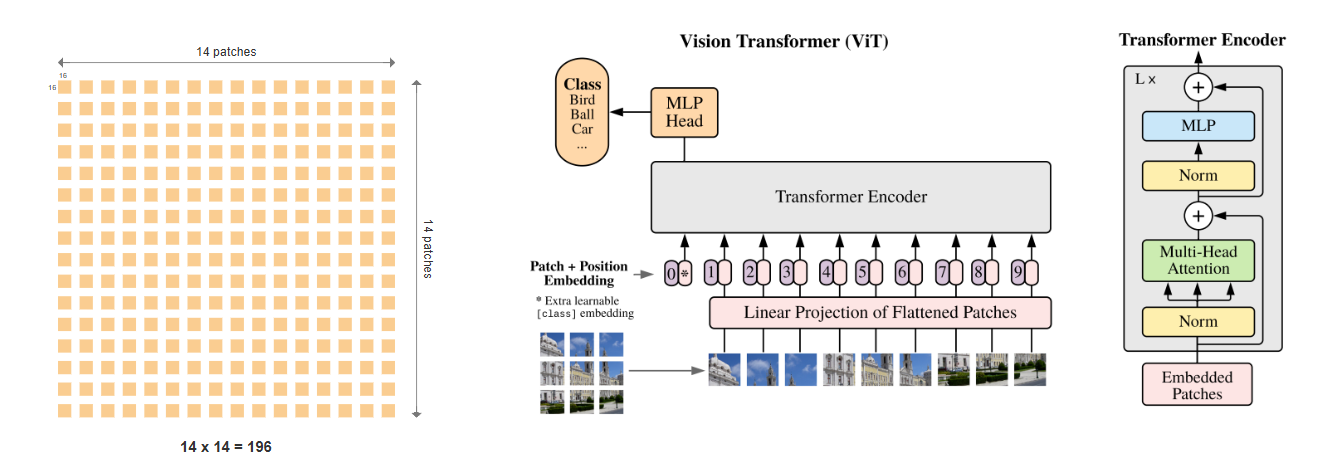 14 patches
16
16
14 patches
14 x 14 = 196
Vision Transformer (ViT)
Class
Bird
Ball
Car
...
MLP
Head
Transformer Encoder
Patch + Position
Embedding
* Extra learnable
[class] embedding
0 * 1 2 3 4 5 6 7 8 9
Linear Projection of Flattened Patches
Transformer Encoder
L x
+
MLP
Norm
+
Multi-Head
Attention
Norm
Embedded
Patches